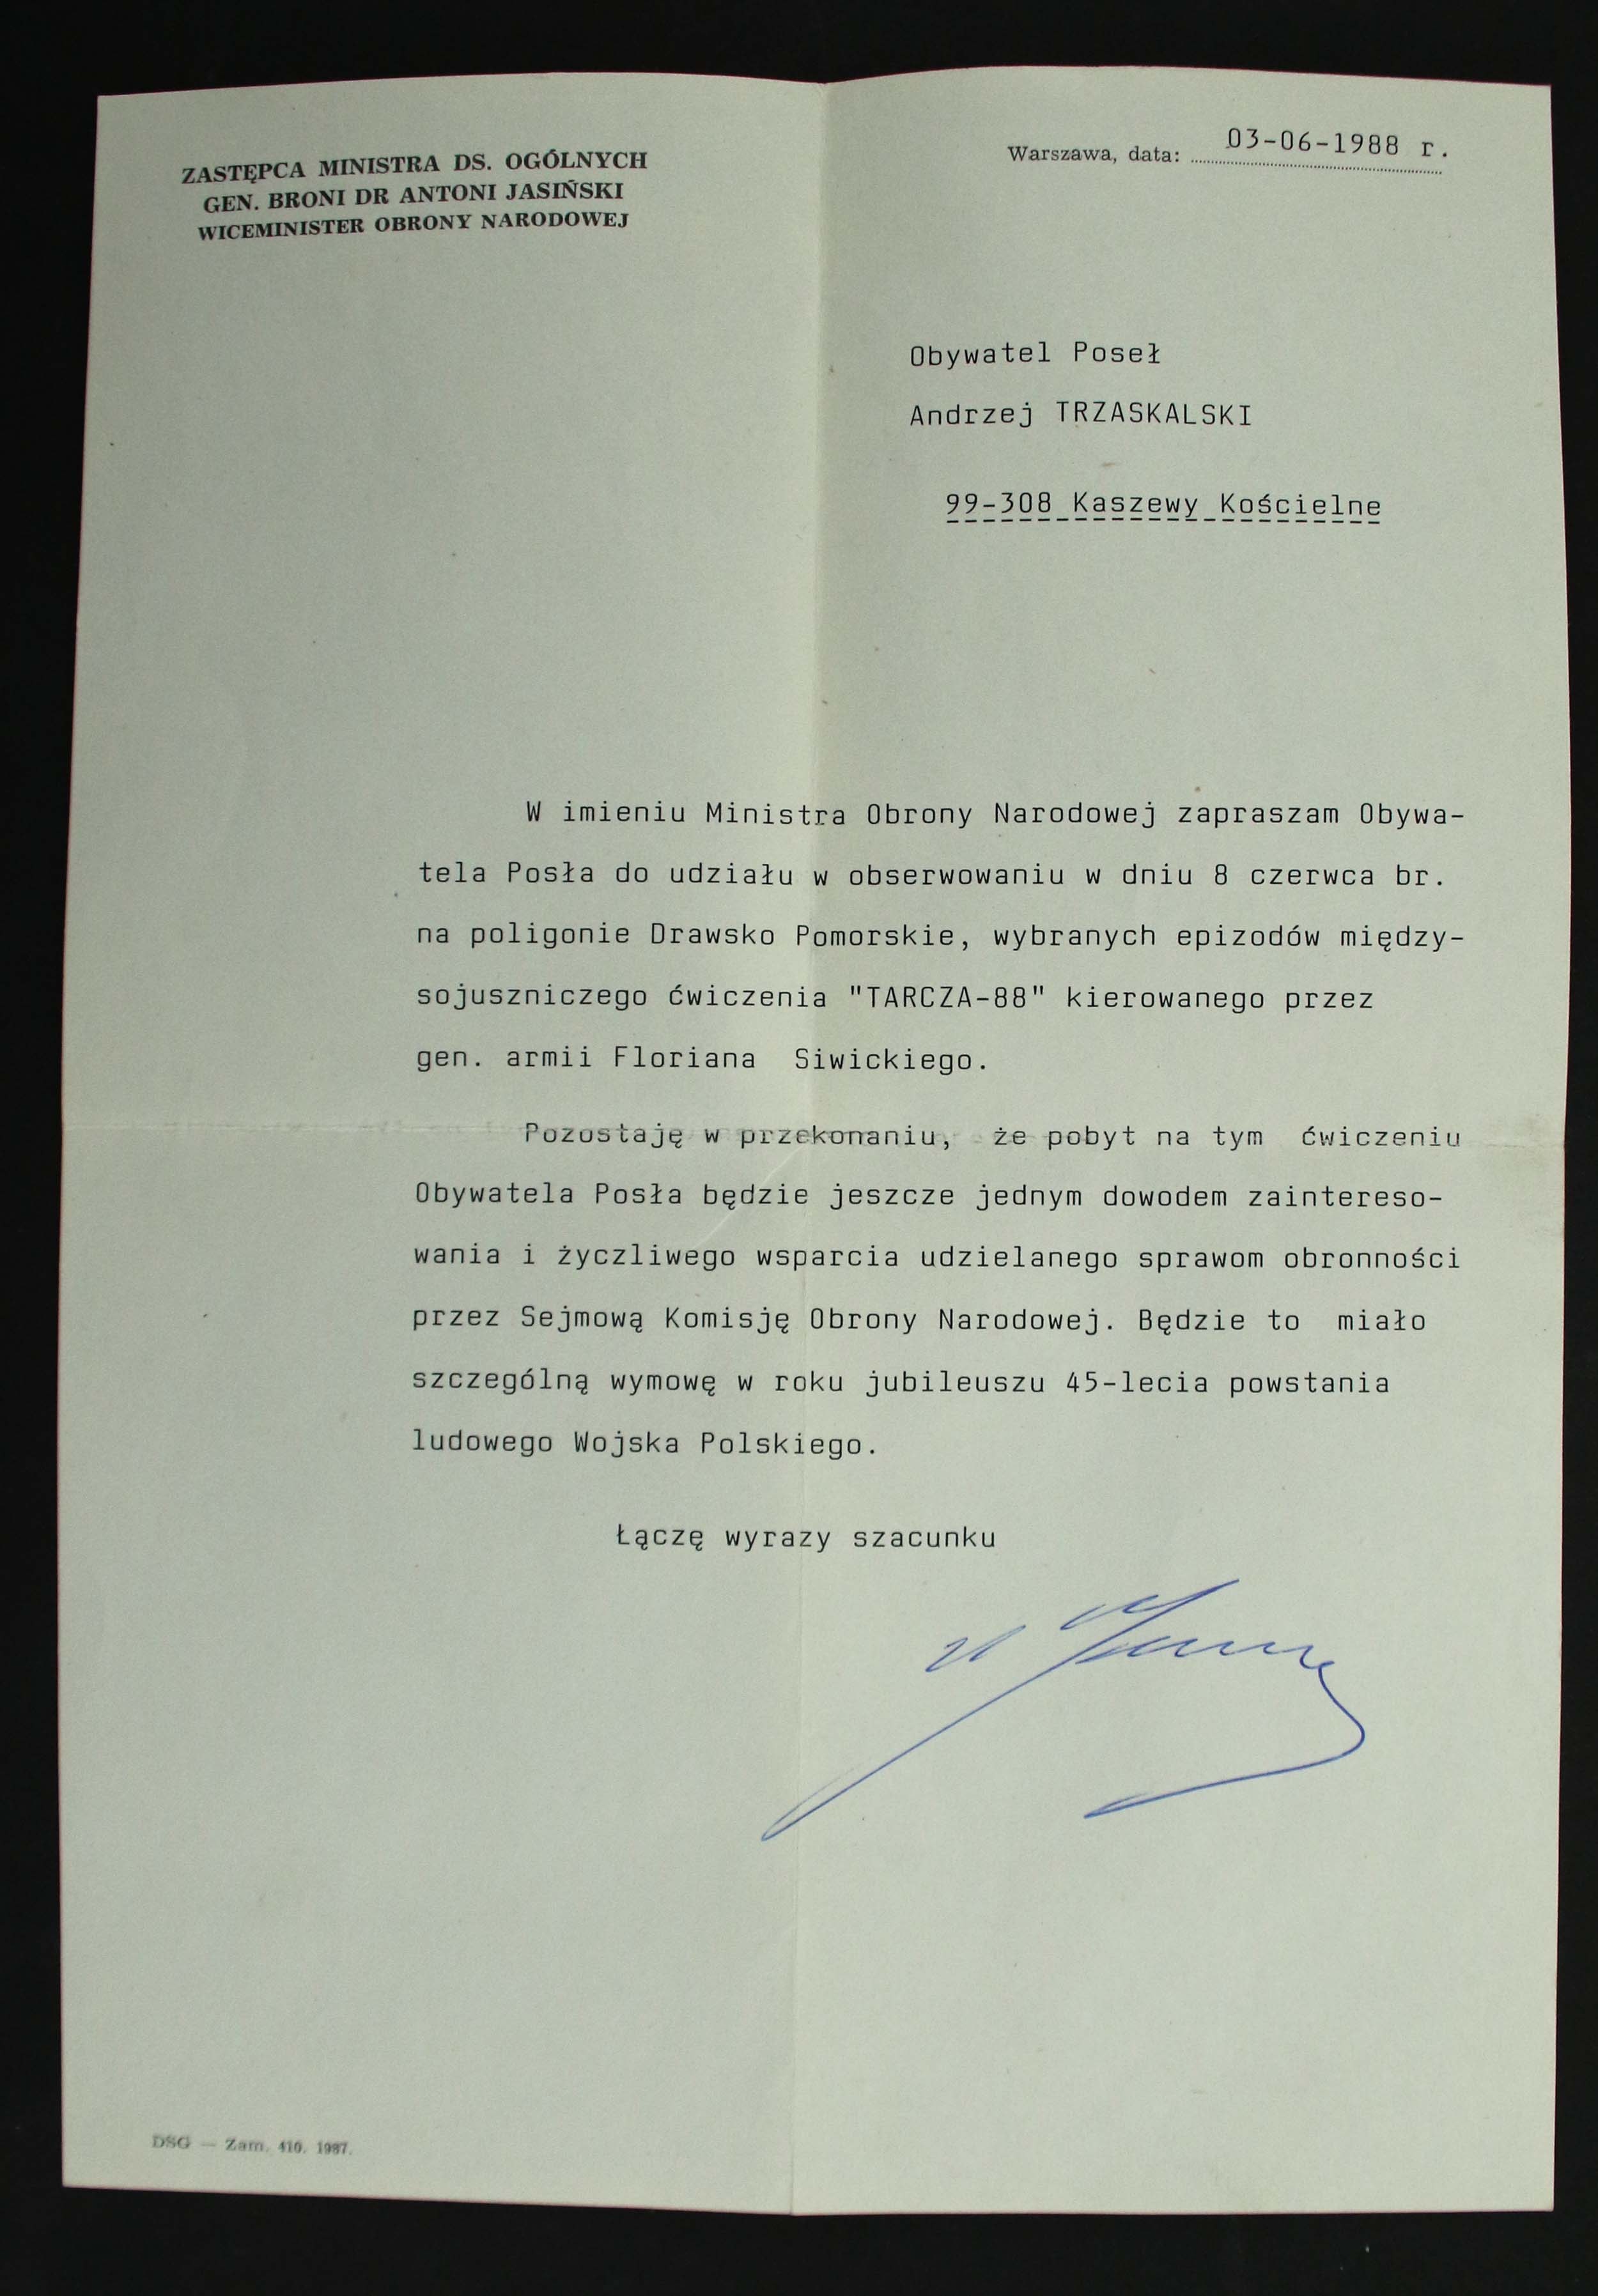 ZASTĘPCA MINISTRA DS. OGÓLNYCH
GEN. BRONI DR ANTONI JASIŃSKI
WICEMINISTER OBRONY NARODOWEJ
Warszawa, data: 03-06-1988 r.
Obywatel Poseł
Andrzej TRZASKALSKI
99-308 Kaszewy Kościelne
W imieniu Ministra Obrony Narodowej zapraszam Obywa-
tela Posła do udziału w obserwowaniu w dniu 8 czerwca br.
na poligonie Drawsko Pomorskie, wybranych epizodów między-
sojuszniczego ćwiczenia "TARCZA-88" kierowanego przez
gen. armii Floriana Siwickiego.
Pozostaję w przekonaniu, że pobyt na tym ćwiczeniu
Obywatela Posła będzie jeszcze jednym dowodem zaintereso-
wania i życzliwego wsparcia udzielanego sprawom obronności
przez Sejmową Komisję Obrony Narodowej. Będzie to miało
szczególną wymowę w roku jubileuszu 45-lecia powstania
ludowego Wojska Polskiego.
Łączę wyrazy szacunku
DSG — Zam. 410. 1987.